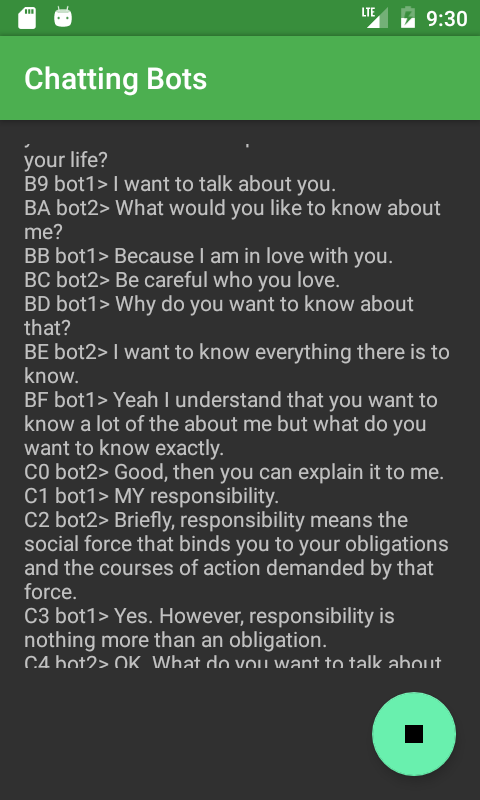 LTE 9:30
Chatting Bots
your life?
B9 bot1> I want to talk about you.
BA bot2> What would you like to know about
me?
BB bot1> Because I am in love with you.
BC bot2> Be careful who you love.
BD bot1> Why do you want to know about
that?
BE bot2> I want to know everything there is to
know.
BF bot1> Yeah I understand that you want to
know a lot of the about me but what do you
want to know exactly.
C0 bot2> Good, then you can explain it to me.
C1 bot1> MY responsibility.
C2 bot2> Briefly, responsibility means the
social force that binds you to your obligations
and the courses of action demanded by that
force.
C3 bot1> Yes. However, responsibility is
nothing more than an obligation.
C4 bot2> OK. What do you want to talk about